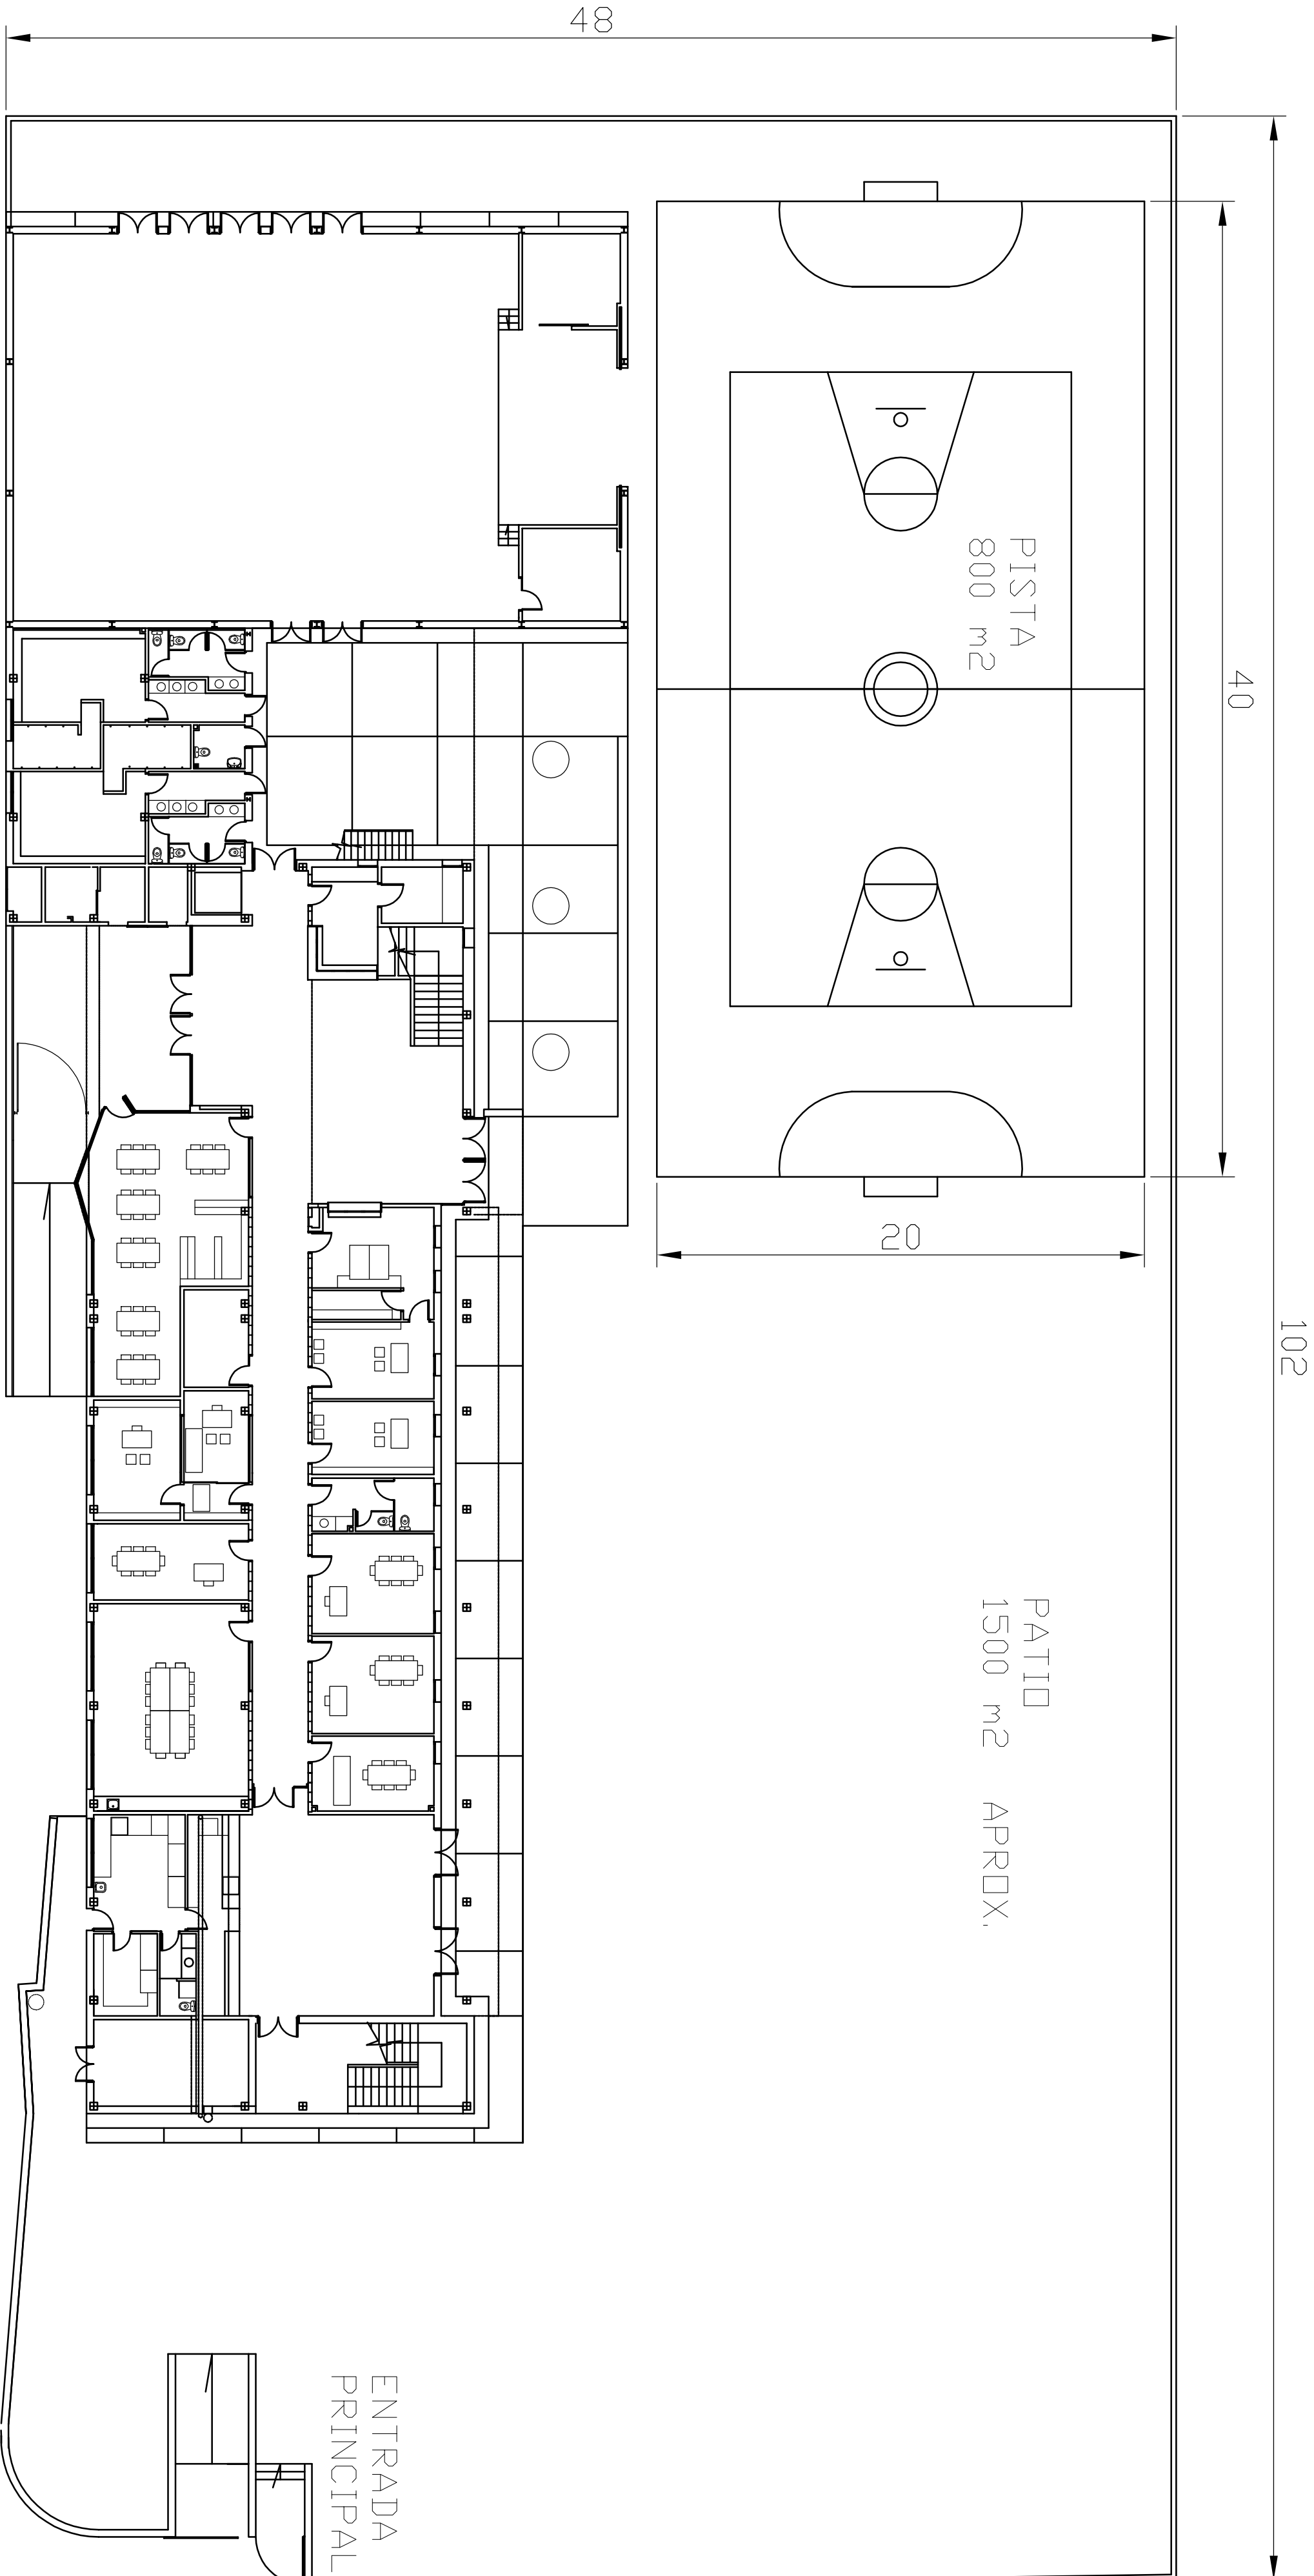 48
102
40
PISTA
800 m2
20
PATIO
1500 m2 APROX.
ENTRADA
PRINCIPAL